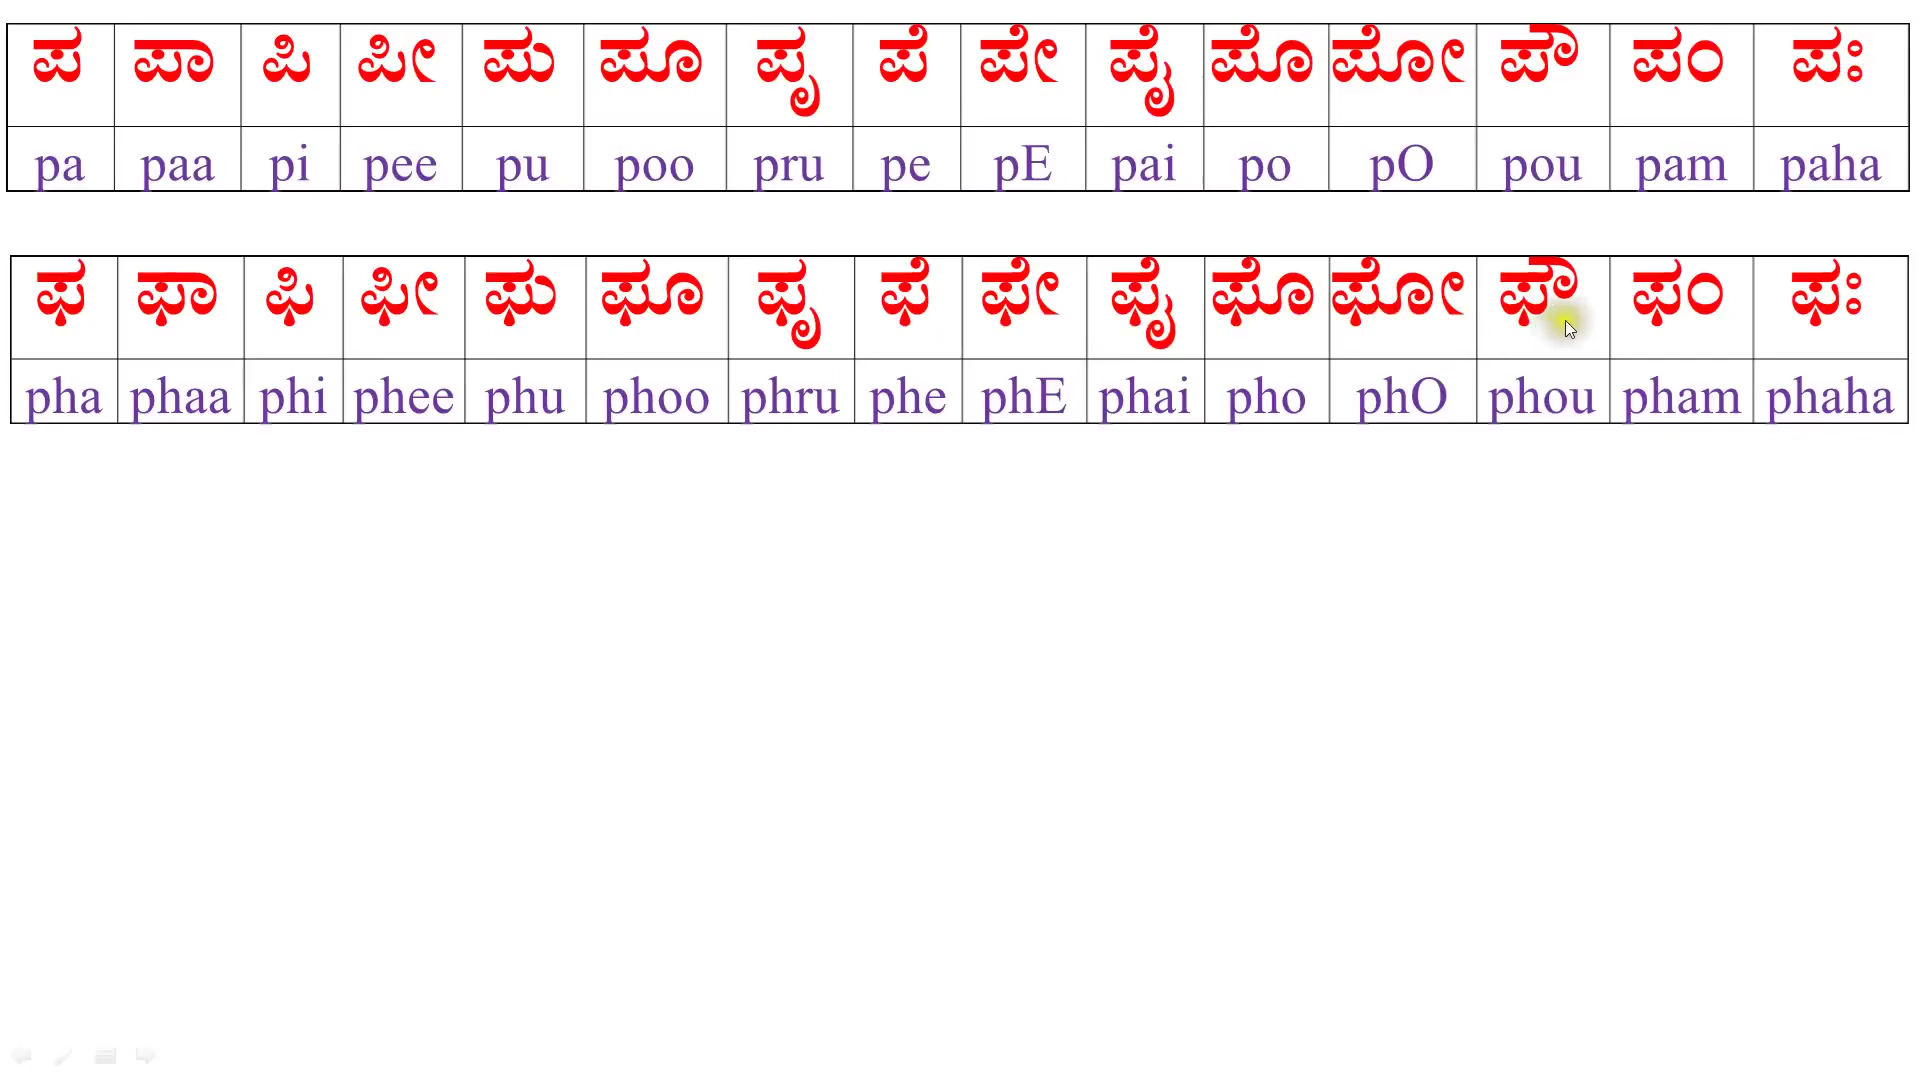 ಪ ಪಾ ಪಿ ಪೀ ಪು ಪೂ ಪೃ ಪೆ ಪೇ ಪೈ ಪೊ ಪೋ ಪೌ ಪಂ ಪಃ
pa paa pi pee pu poo pru pe pE pai po pO pou pam paha
ಫ ಫಾ ಫಿ ಫೀ ಫು ಫೂ ಫೃ ಫೆ ಫೇ ಫೈ ಫೊ ಫೋ ಫೌ ಫಂ ಫಃ
pha phaa phi phee phu phoo phru phe phE phai pho phO phou pham phaha